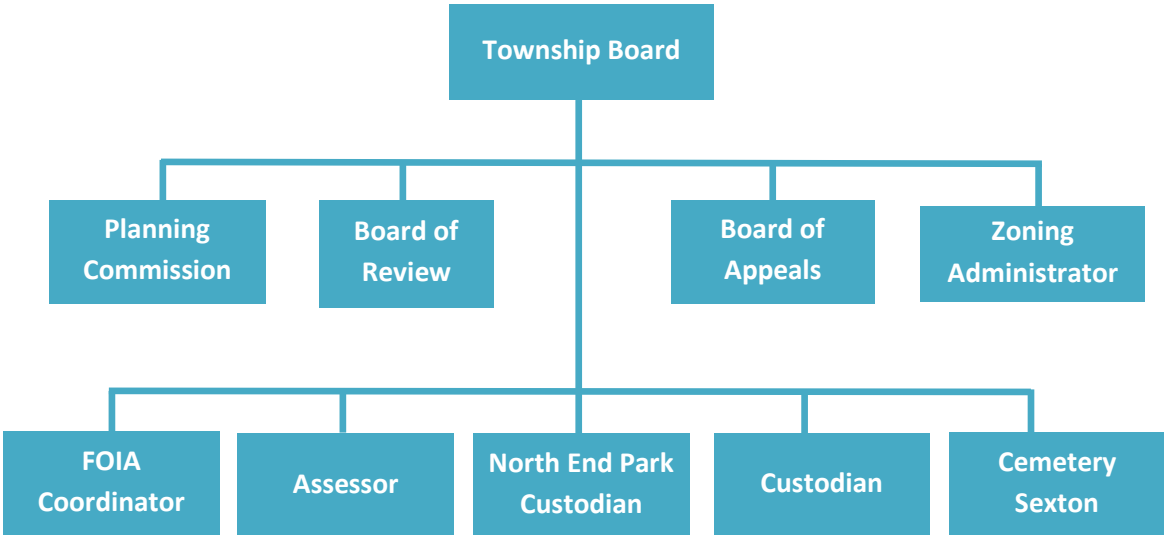 Township Board
Planning
Commission
Board of
Review
Board of
Appeals
Zoning
Administrator
FOIA
Coordinator
Assessor
North End Park
Custodian
Custodian
Cemetery
Sexton